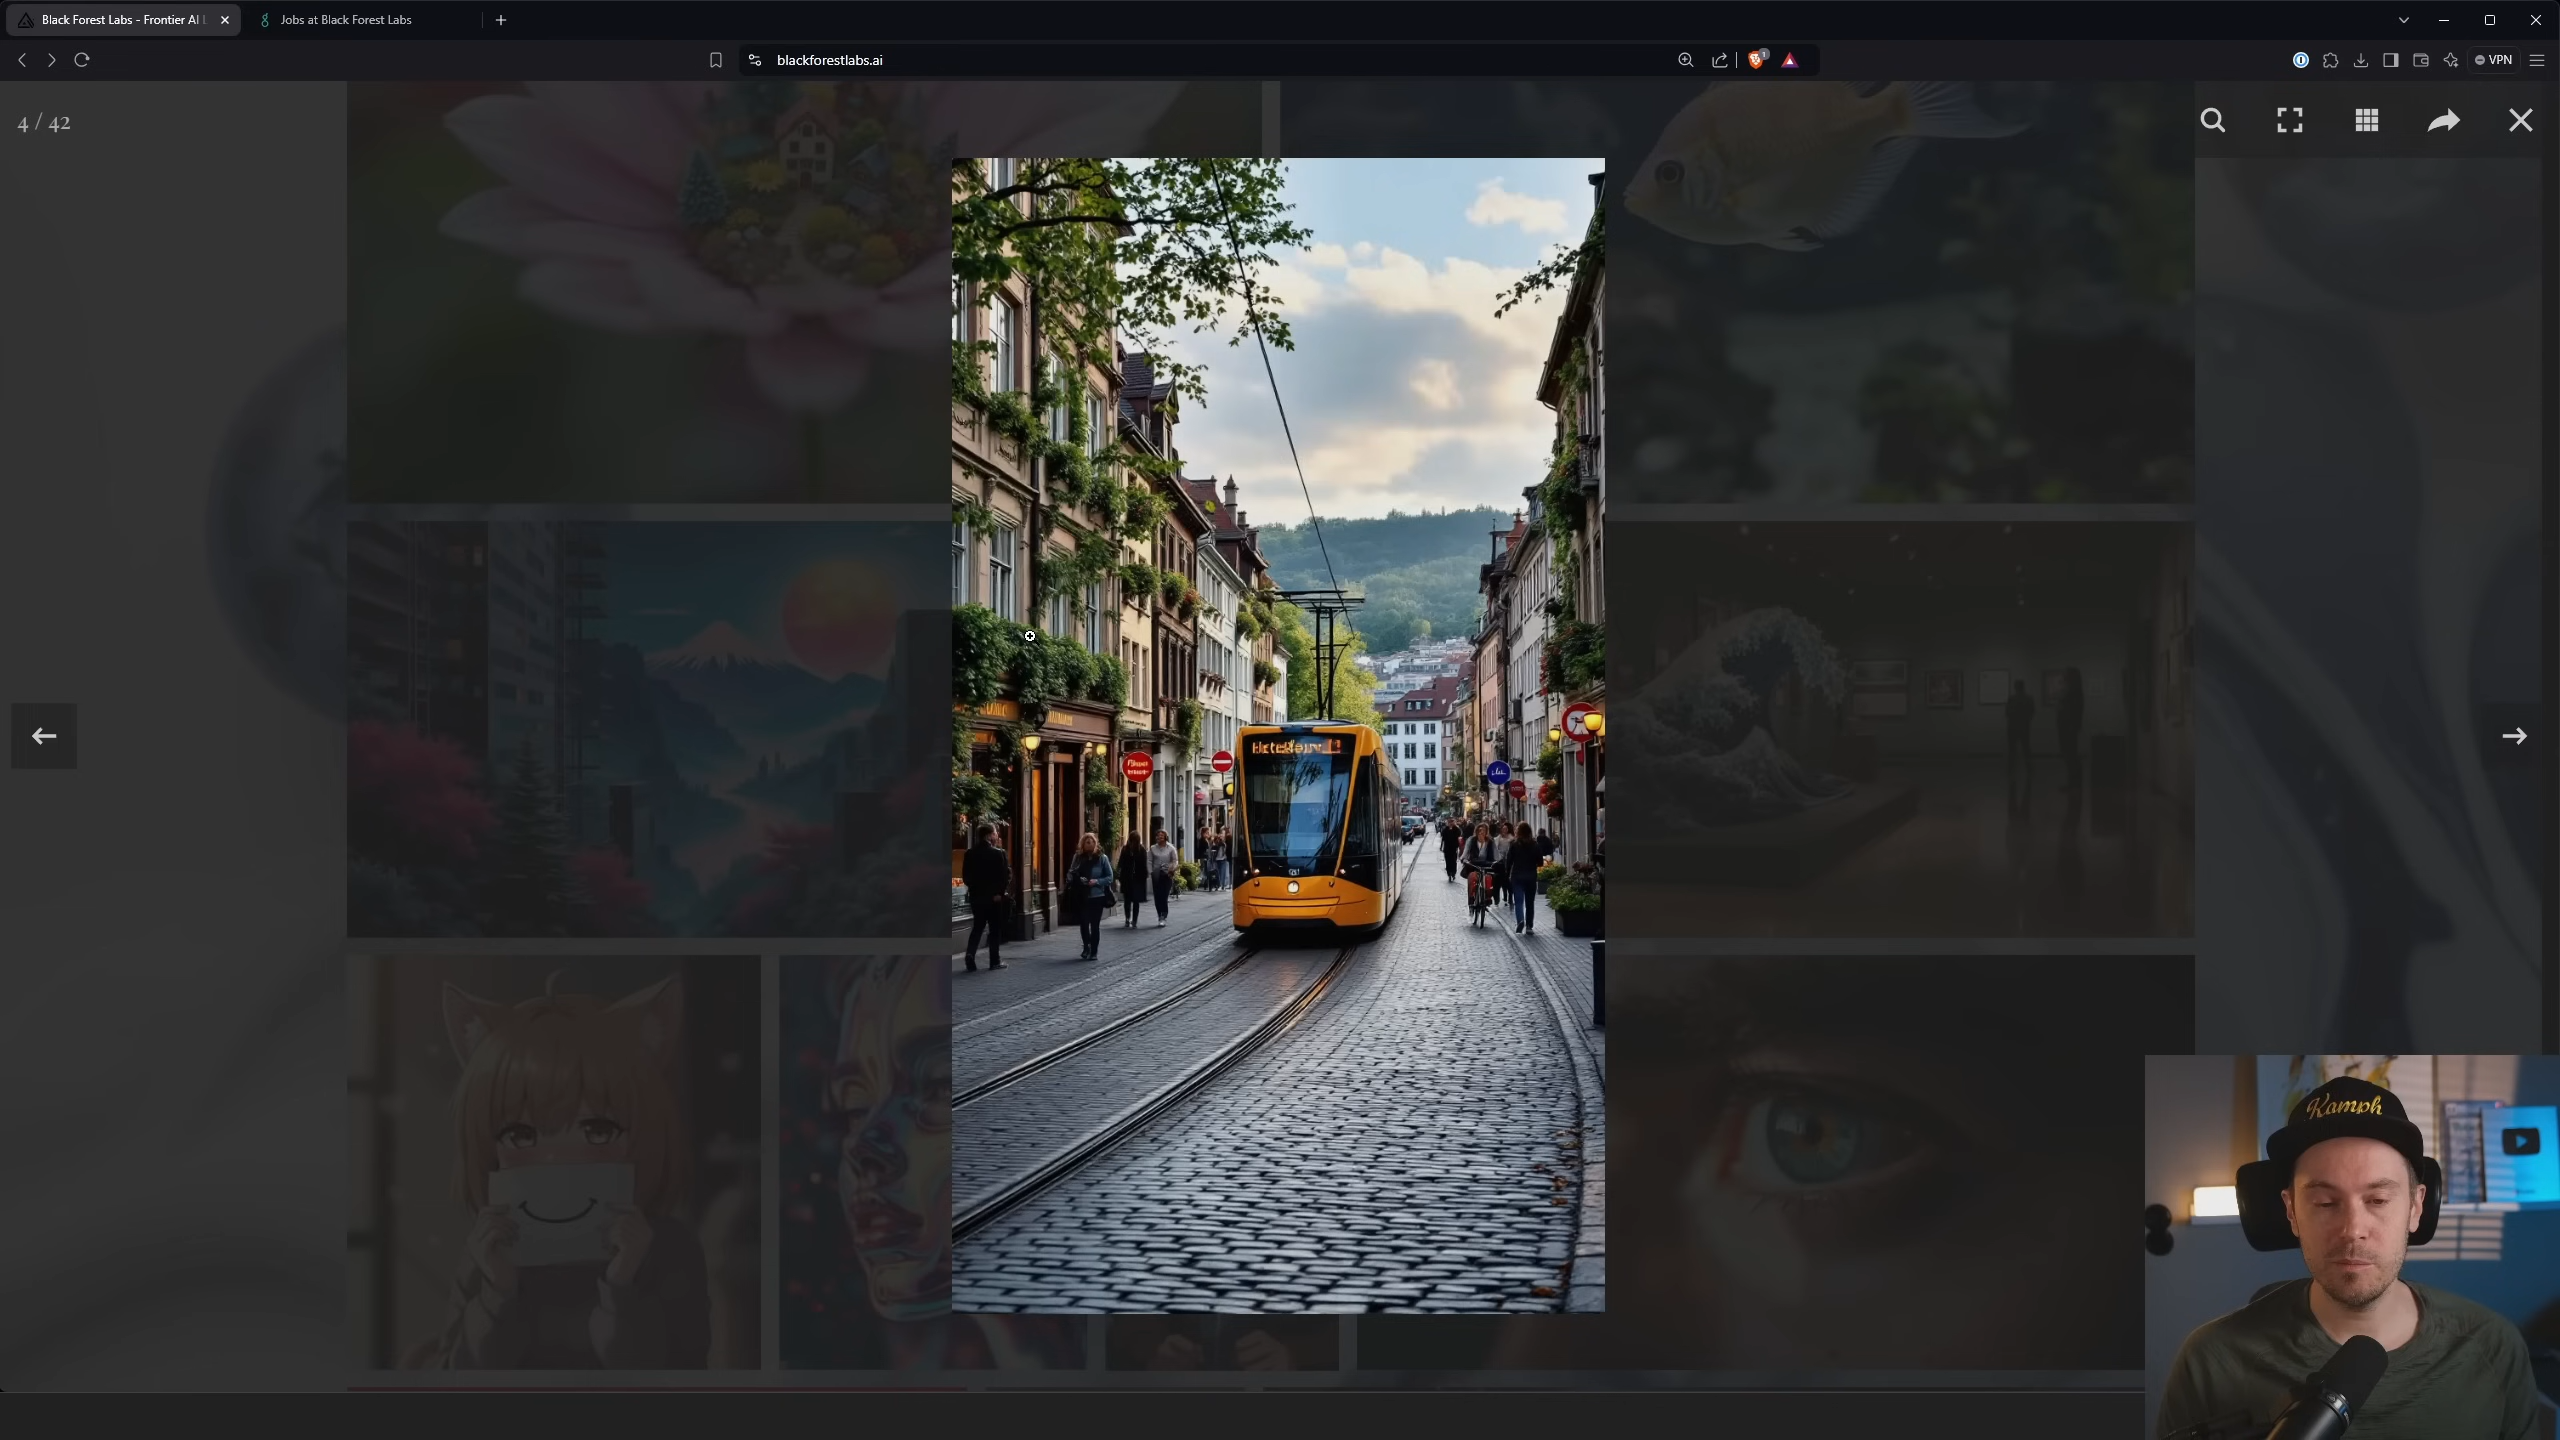 Black Forest Labs - Frontier AI L
Jobs at Black Forest Labs
blackforestlabs.ai
VPN
4 / 42
Kamph